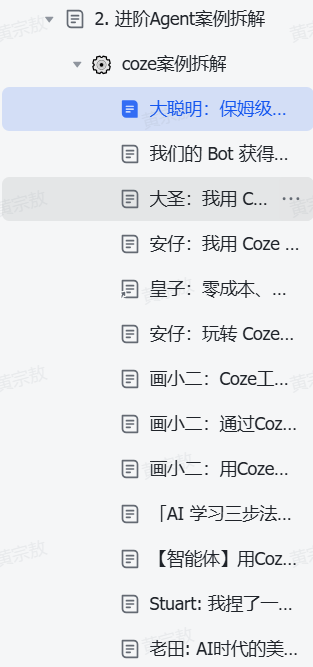 2. 进阶Agent案例拆解
coze案例拆解
大聪明：保姆级...
我们的 Bot 获得...
大圣：我用 C...
安仔：我用 Coze ...
皇子：零成本、...
安仔：玩转 Coze...
画小二：Coze工...
画小二：通过Coz...
画小二：用Coze...
「AI 学习三步法...
【智能体】用Coz...
Stuart: 我捏了一...
老田: AI时代的美...
黄宗敖